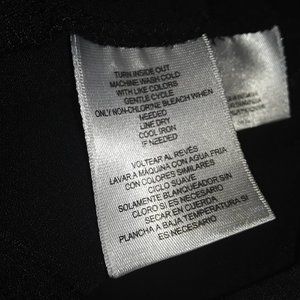 TURN INSIDE OUT
MACHINE WASH COLD
WITH LIKE COLORS
GENTLE CYCLE
ONLY NON-CHLORINE BLEACH WHEN
NEEDED
LINE DRY
COOL IRON
IF NEEDED
VOLTEAR AL REVÉS
LAVAR A MÁQUINA CON AGUA FRIA
CON COLORES SIMILARES
CICLO SUAVE
SOLAMENTE BLANQUEADOR SIN
CLORO SI ES NECESARIO
SECAR EN CUERDA
PLANCHA A BAJA TEMPERATURA SI
ES NECESARIO